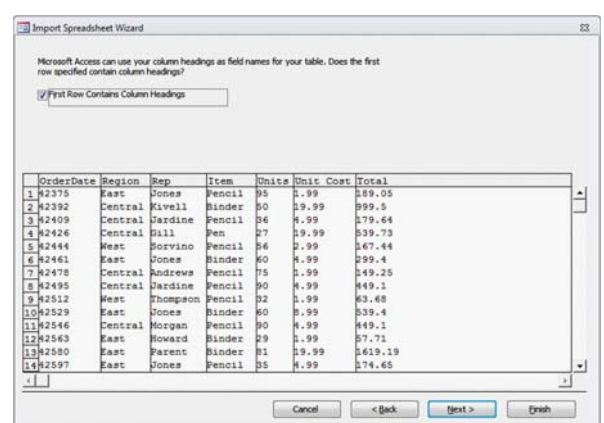 Import Spreadsheet Wizard
Microsoft Access can use your column headings as field names for your table. Does the first
row specified contain column headings?
First Row Contains Column Headings
OrderDate Region Rep Item Units Unit Cost Total
1 42375 East Jones Pencil 95 1.99 189.05
2 42392 Central Kivell Binder 50 19.99 999.5
3 42409 Central Jardine Pencil 36 4.99 179.64
4 42426 Central Gill Pen 27 19.99 539.73
5 42444 West Sorvino Pencil 56 2.99 167.44
6 42461 East Jones Binder 60 4.99 299.4
7 42478 Central Andrews Pencil 75 1.99 149.25
8 42495 Central Jardine Pencil 90 4.99 449.1
9 42512 West Thompson Pencil 32 1.99 63.68
10 42529 East Jones Binder 60 8.99 539.4
11 42546 Central Morgan Pencil 90 4.99 449.1
12 42563 East Howard Binder 29 1.99 57.71
13 42580 East Parent Binder 81 19.99 1619.19
14 42597 East Jones Pencil 35 4.99 174.65
Cancel < Back Next > Finish